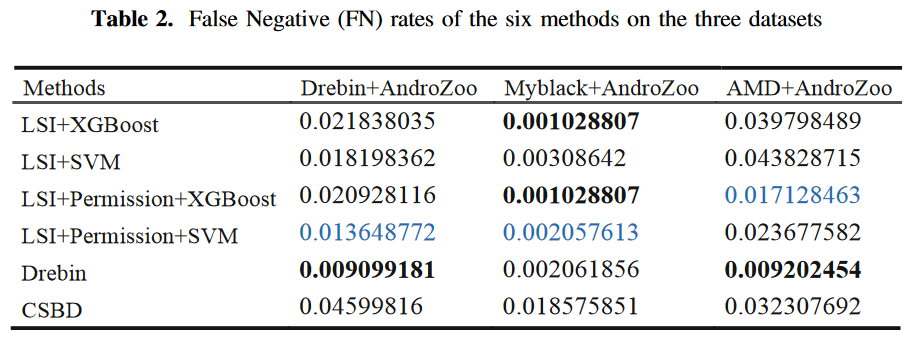 Table 2. False Negative (FN) rates of the six methods on the three datasets
Methods Drebin+AndroZoo Myblack+AndroZoo AMD+AndroZoo
LSI+XGBoost 0.021838035 0.001028807 0.039798489
LSI+SVM 0.018198362 0.00308642 0.043828715
LSI+Permission+XGBoost 0.020928116 0.001028807 0.017128463
LSI+Permission+SVM 0.013648772 0.002057613 0.023677582
Drebin 0.009099181 0.002061856 0.009202454
CSBD 0.04599816 0.018575851 0.032307692